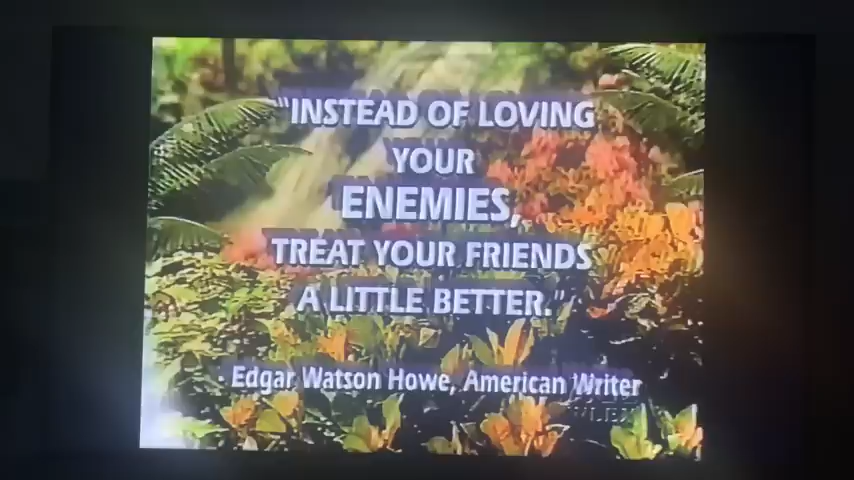 "INSTEAD OF LOVING
YOUR
ENEMIES,
TREAT YOUR FRIENDS
A LITTLE BETTER."
- Edgar Watson Howe, American Writer